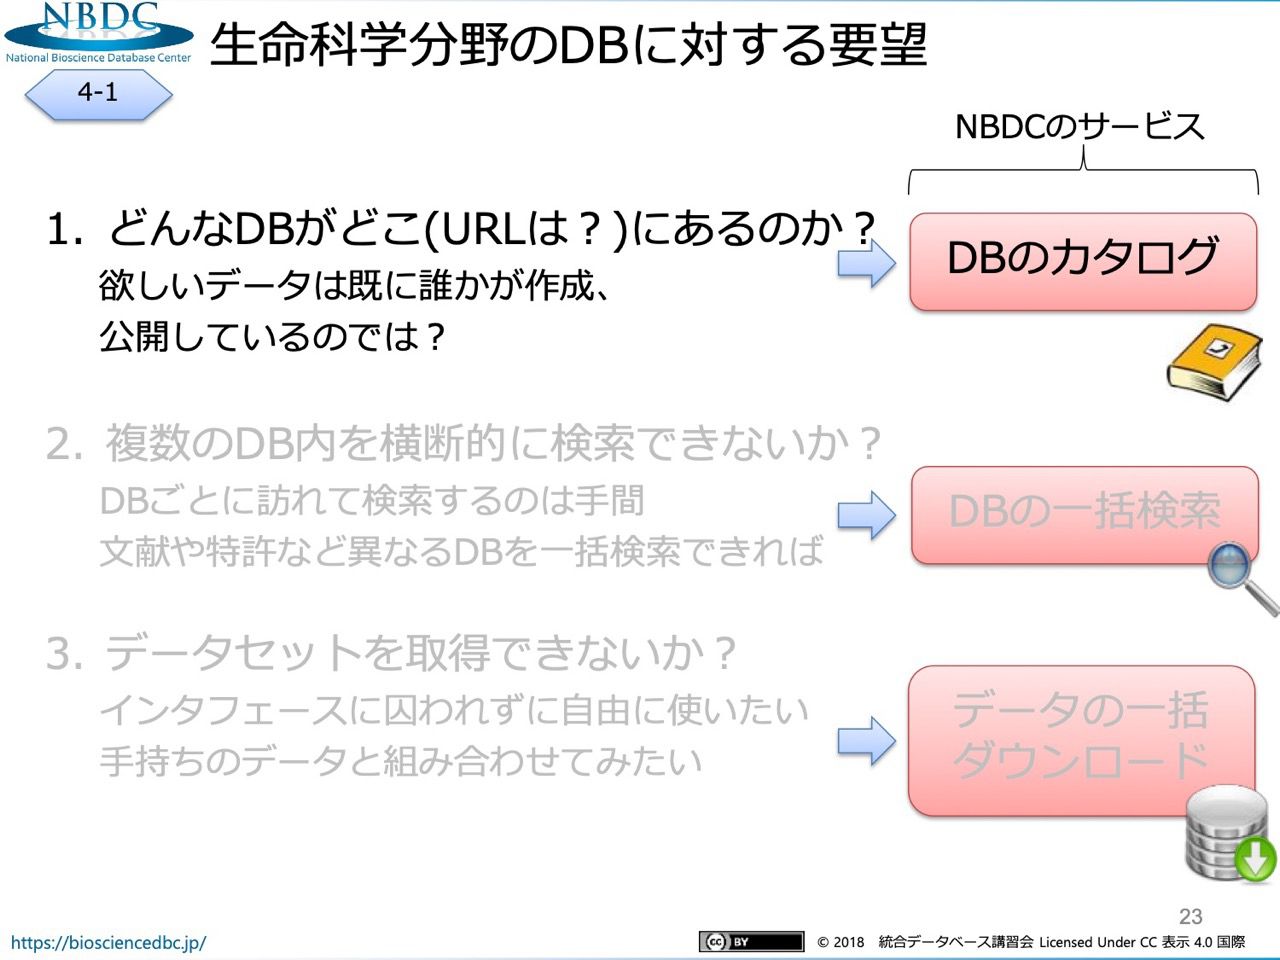 NBDC
National Bioscience Database Center
生命科学分野のDBに対する要望
4-1
NBDCのサービス
1. どんなDBがどこ(URLは？)にあるのか？
欲しいデータは既に誰かが作成、
公開しているのでは？
DBのカタログ
2. 複数のDB内を横断的に検索できないか？
DBごとに訪れて検索するのは手間
文献や特許など異なるDBを一括検索できれば
DBの一括検索
3. データセットを取得できないか？
インタフェースに囚われずに自由に使いたい
手持ちのデータと組み合わせてみたい
データの一括
ダウンロード
23
https://biosciencedbc.jp/
cc BY
© 2018 統合データベース講習会 Licensed Under CC 表示 4.0 国際